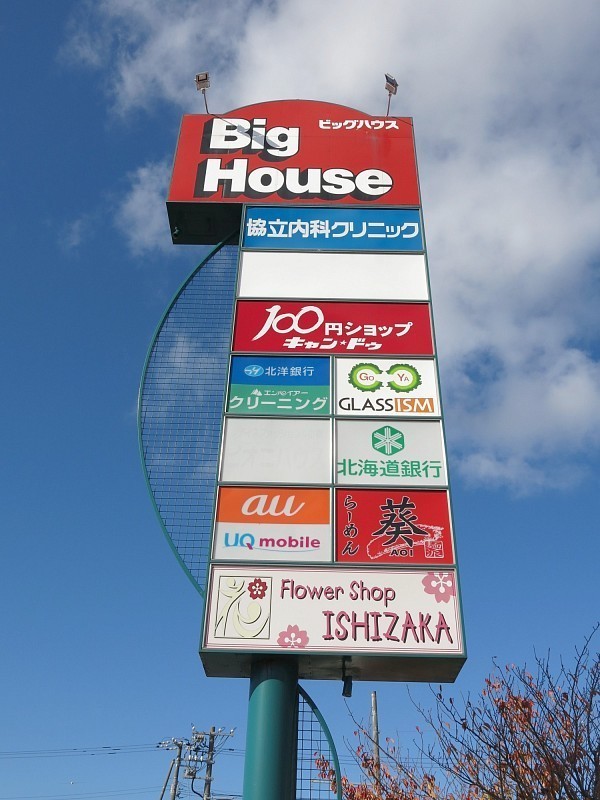 Big ビッグハウス
House
協立内科クリニック
100円ショップ
キャン★ドゥ
北洋銀行
エンペイアー
クリーニング
Go Ya
GLASSISM
北海道銀行
au
UQ mobile
らーめん
葵
AOI
Flower Shop
ISHIZAKA